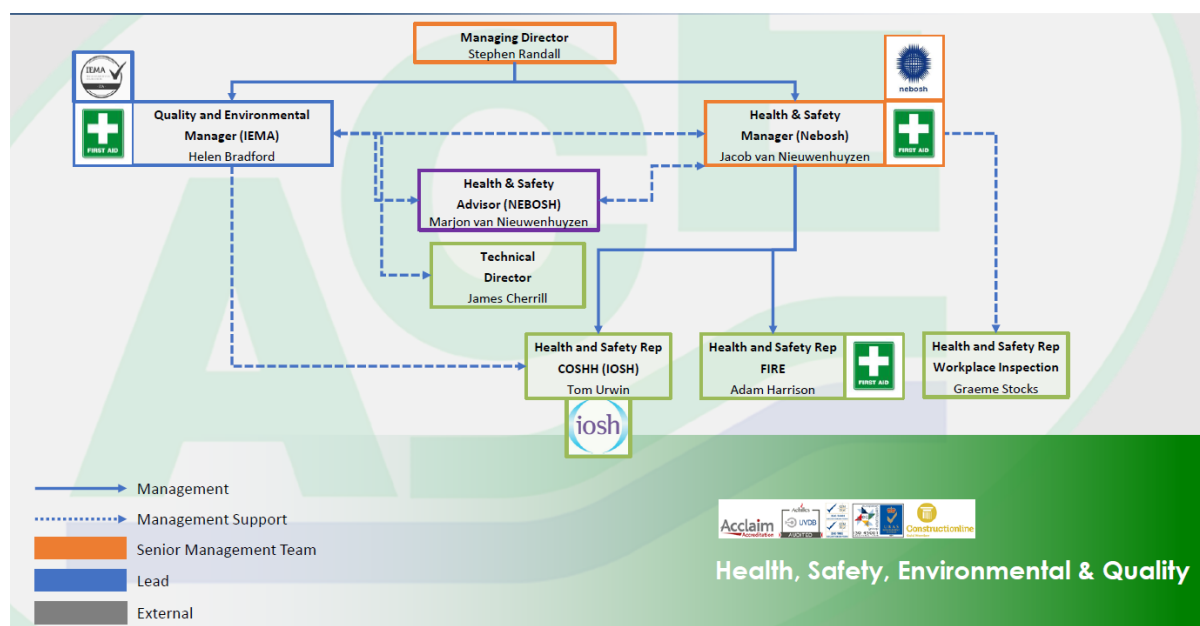 Managing Director
Stephen Randall
IEMA
Quality and Environmental
Manager (IEMA)
Helen Bradford
FIRST AID
nebosh
Health & Safety
Manager (Nebosh)
Jacob van Nieuwenhuyzen
FIRST AID
Health & Safety
Advisor (NEBOSH)
Marjon van Nieuwenhuyzen
Technical
Director
James Cherrill
Health and Safety Rep
COSHH (IOSH)
Tom Urwin
iosh
Health and Safety Rep
FIRE
Adam Harrison
FIRST AID
Health and Safety Rep
Workplace Inspection
Graeme Stocks
Management
Management Support
Senior Management Team
Lead
External
Acclaim
Accreditation
Achilles
UVDB
AUDITED
Constructionline
Health, Safety, Environmental & Quality
ACE